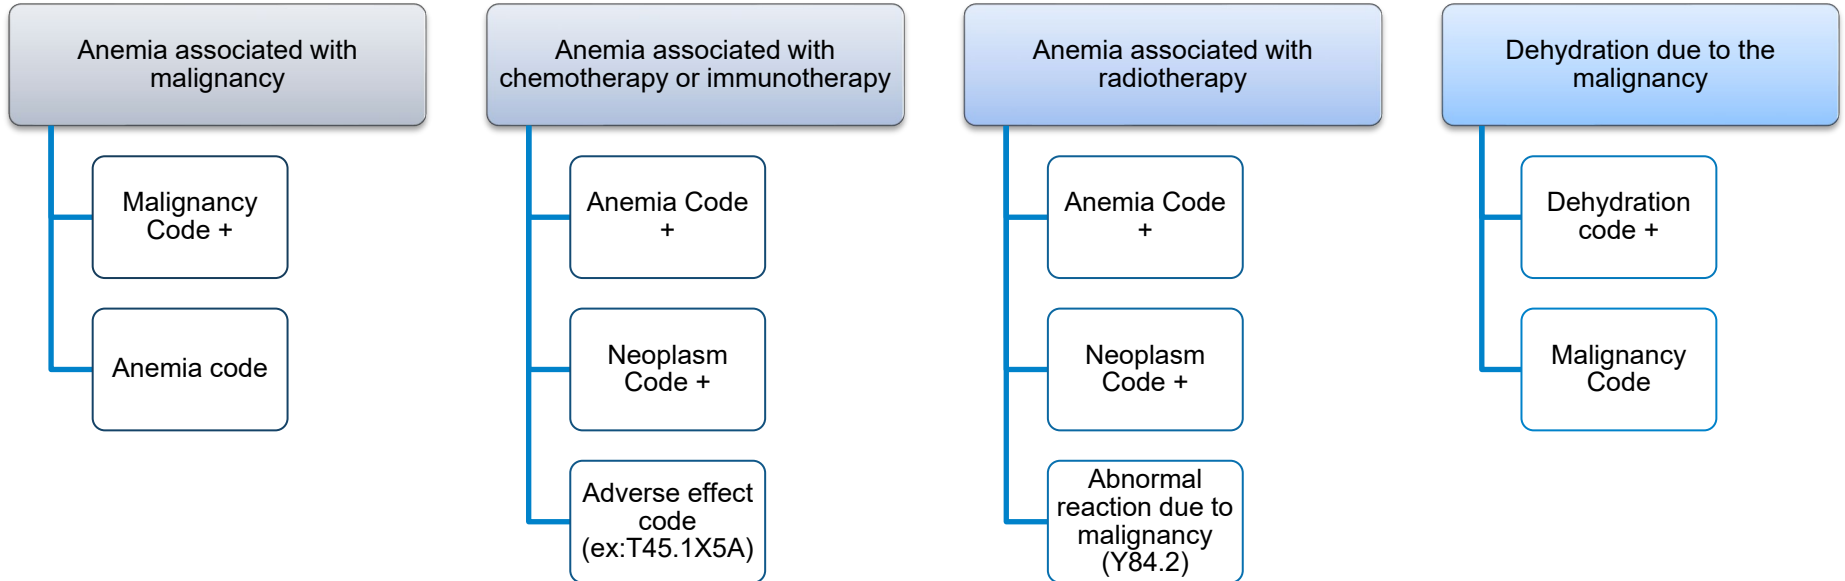 Anemia associated with
malignancy
Malignancy
Code +
Anemia code
Anemia associated with
chemotherapy or immunotherapy
Anemia Code
+
Neoplasm
Code +
Adverse effect
code
(ex:T45.1X5A)
Anemia associated with
radiotherapy
Anemia Code
+
Neoplasm
Code +
Abnormal
reaction due to
malignancy
(Y84.2)
Dehydration due to the
malignancy
Dehydration
code +
Malignancy
Code